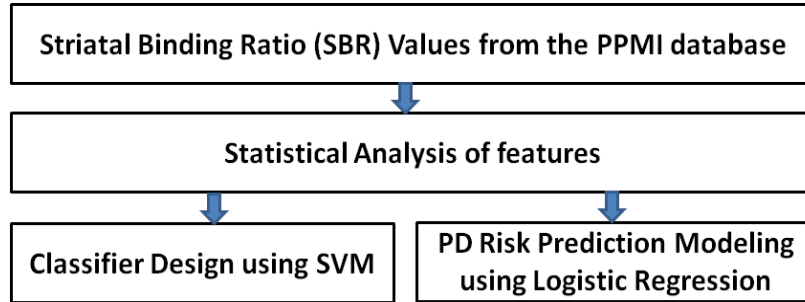 Striatal Binding Ratio (SBR) Values from the PPMI database
Statistical Analysis of features
Classifier Design using SVM
PD Risk Prediction Modeling
using Logistic Regression